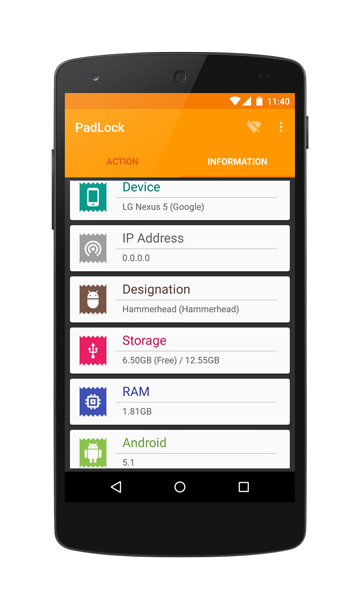 11:40
PadLock
ACTION
INFORMATION
Device
LG Nexus 5 (Google)
IP Address
0.0.0.0
Designation
Hammerhead (Hammerhead)
Storage
6.50GB (Free) / 12.55GB
RAM
1.81GB
Android
5.1